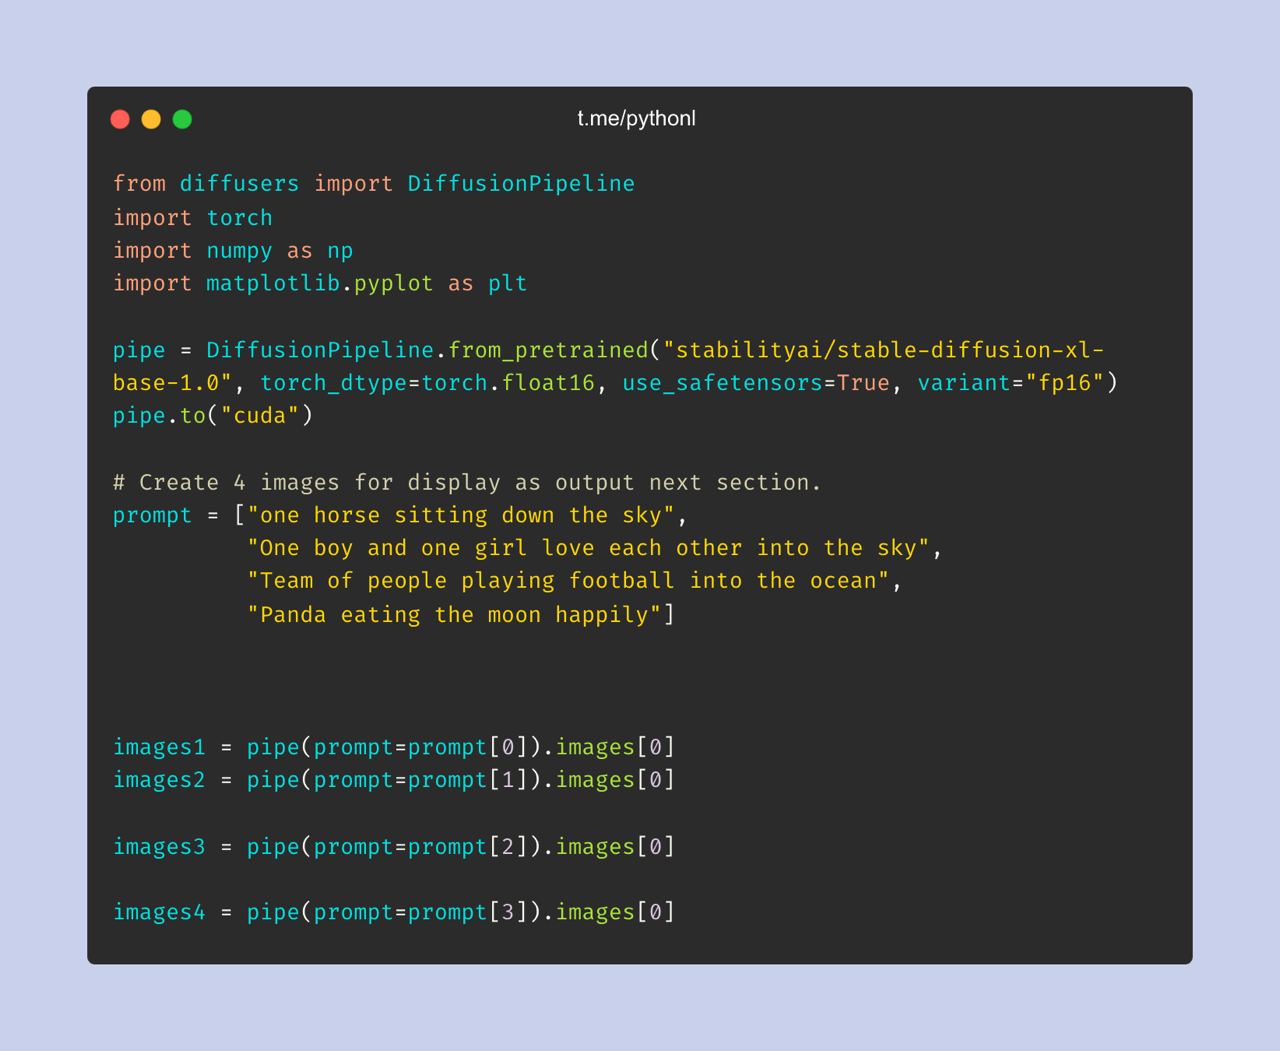 t.me/pythonl
from diffusers import DiffusionPipeline
import torch
import numpy as np
import matplotlib.pyplot as plt
pipe = DiffusionPipeline.from_pretrained("stabilityai/stable-diffusion-xl-
base-1.0", torch_dtype=torch.float16, use_safetensors=True, variant="fp16")
pipe.to("cuda")
# Create 4 images for display as output next section.
prompt = ["one horse sitting down the sky",
          "One boy and one girl love each other into the sky",
          "Team of people playing football into the ocean",
          "Panda eating the moon happily"]
images1 = pipe(prompt=prompt[0]).images[0]
images2 = pipe(prompt=prompt[1]).images[0]
images3 = pipe(prompt=prompt[2]).images[0]
images4 = pipe(prompt=prompt[3]).images[0]